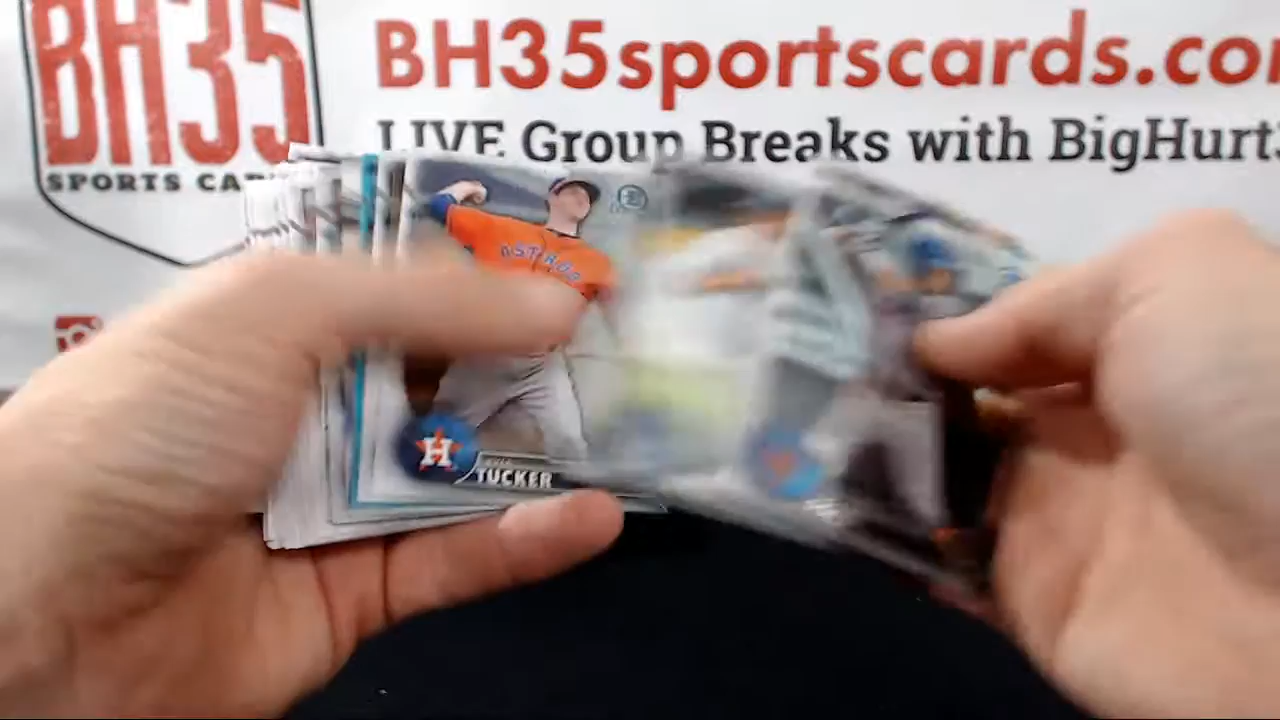 BH35
SPORTS CA
BH35sportscards.co
LIVE Group Breaks with BigHurt
ASTROS
H
TUCKER